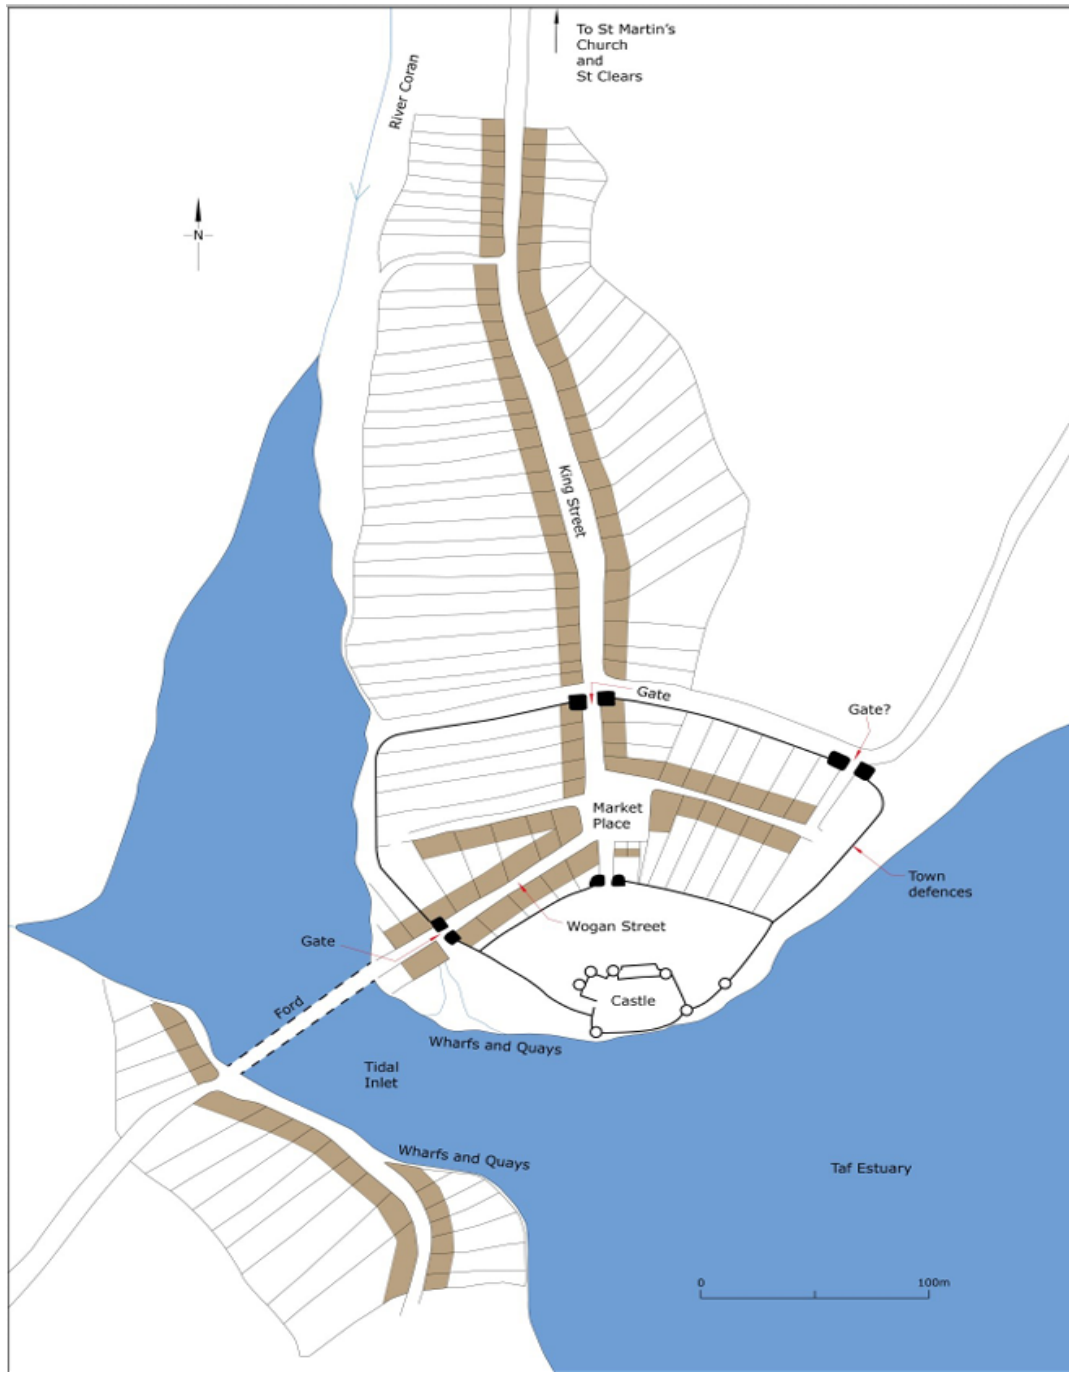 To St Martin's
Church
and
St Clears
River Coran
N
King Street
Gate
Gate?
Market
Place
Town
defences
Wogan Street
Gate
Castle
Ford
Wharfs and Quays
Tidal
Inlet
Wharfs and Quays
Taf Estuary
0
100m